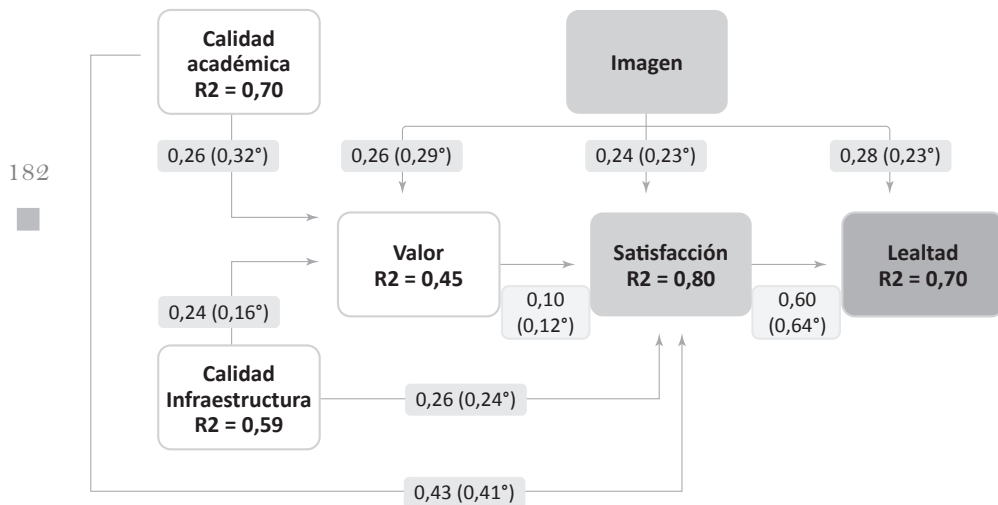 Calidad
académica
R2 = 0,70
Imagen
0,26 (0,32°)
0,26 (0,29°)
0,24 (0,23°)
0,28 (0,23°)
182
Valor
R2 = 0,45
Satisfacción
R2 = 0,80
Lealtad
R2 = 0,70
0,10
(0,12°)
0,60
(0,64°)
0,24 (0,16°)
Calidad
Infraestructura
R2 = 0,59
0,26 (0,24°)
0,43 (0,41°)